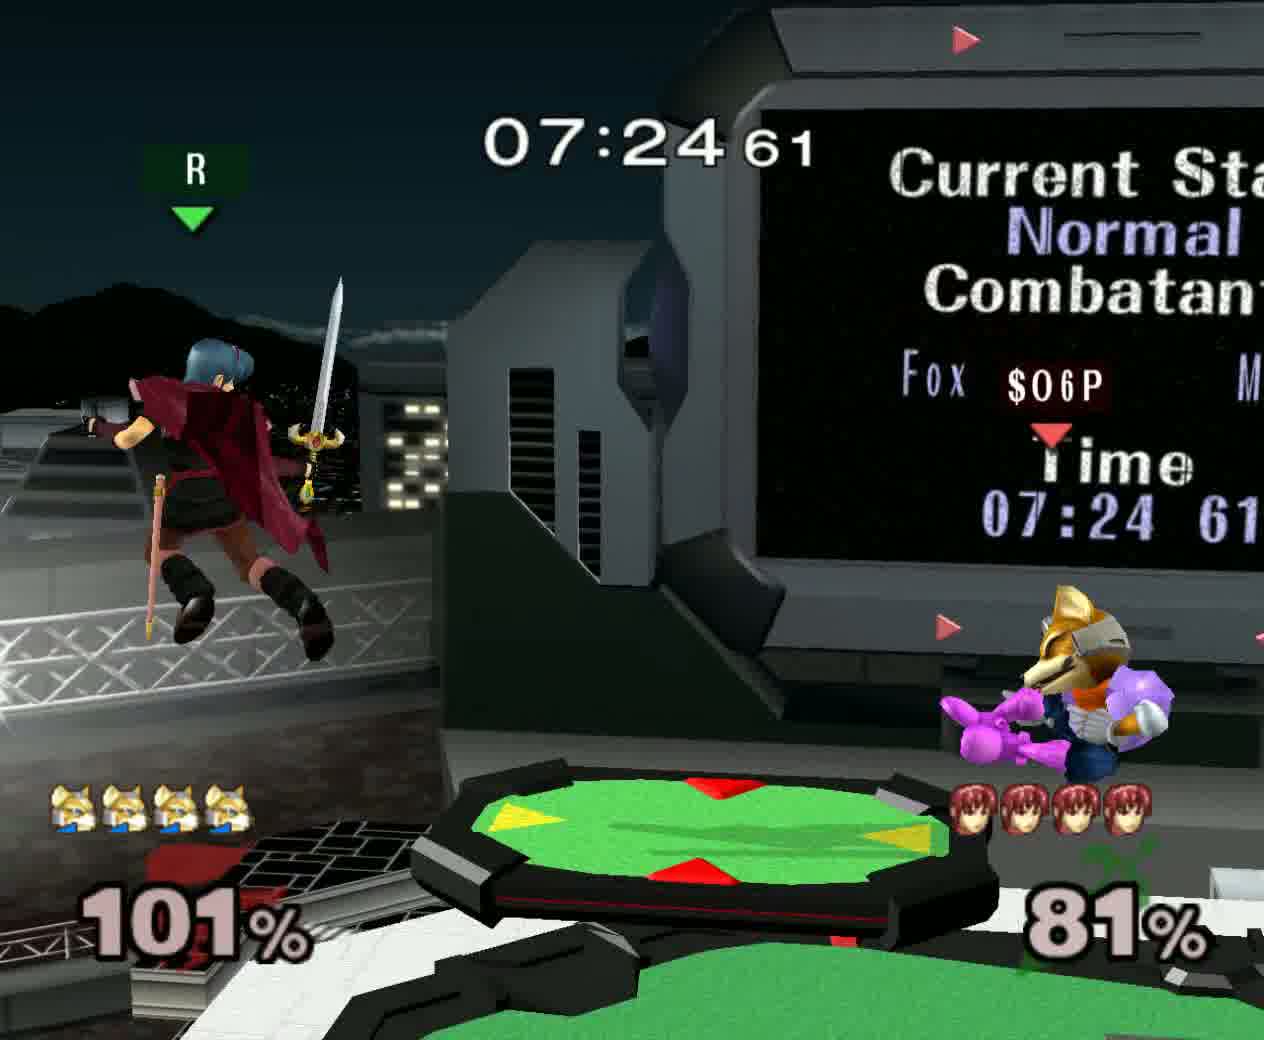 07:24 61
R
Current Sta
Normal
Combatant
Fox
$06P
M
Time
07:24 61
101%
81%